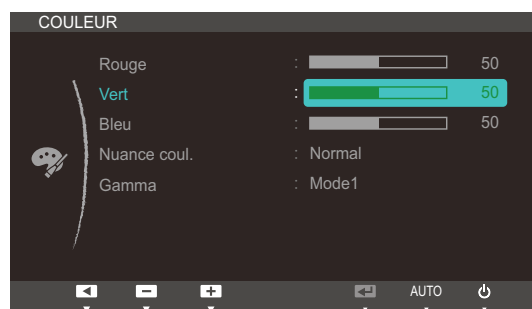 COULEUR
Rouge : 50
Vert : 50
Bleu : 50
Nuance coul. : Normal
Gamma : Mode1
AUTO